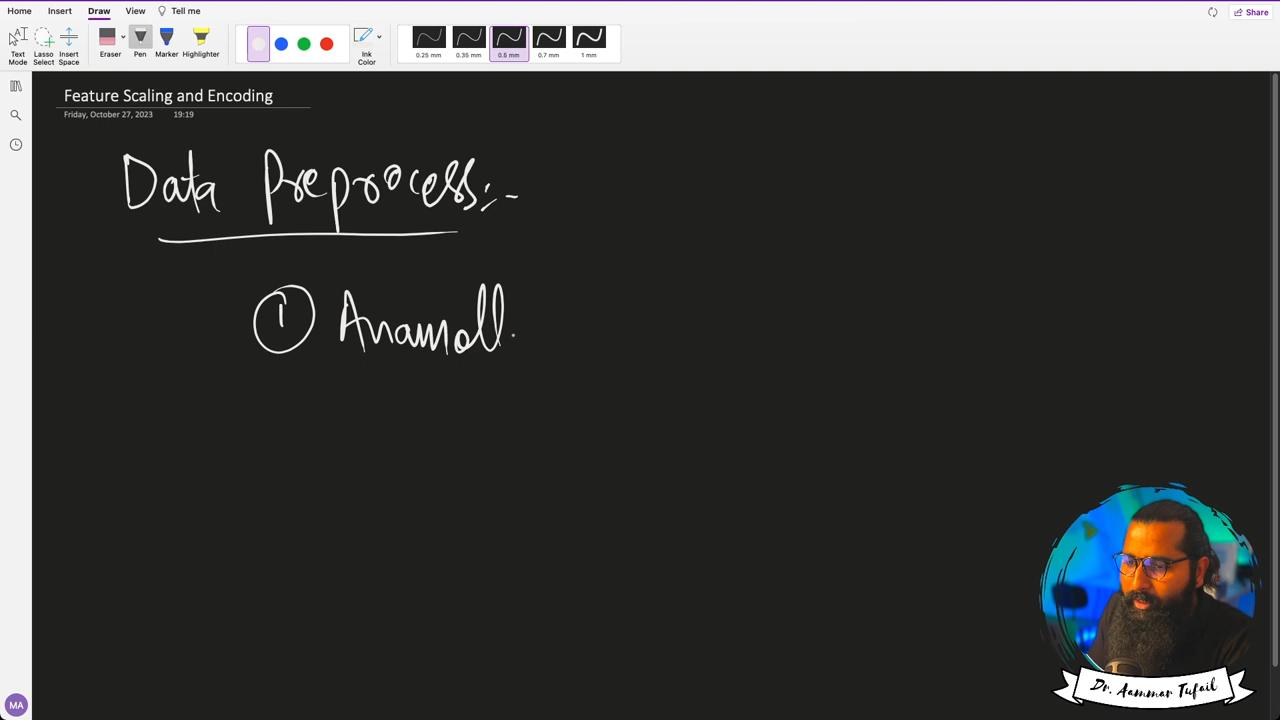 Home Insert Draw View Tell me
Share
Text Mode
Lasso Select
Insert Space
Eraser
Pen
Marker
Highlighter
Ink Color
0.25 mm
0.35 mm
0.5 mm
0.7 mm
1 mm
Feature Scaling and Encoding
Friday, October 27, 2023 19:19
Data Preprocess:-
1 Anamoll
MA
Dr. Aammar Tufail